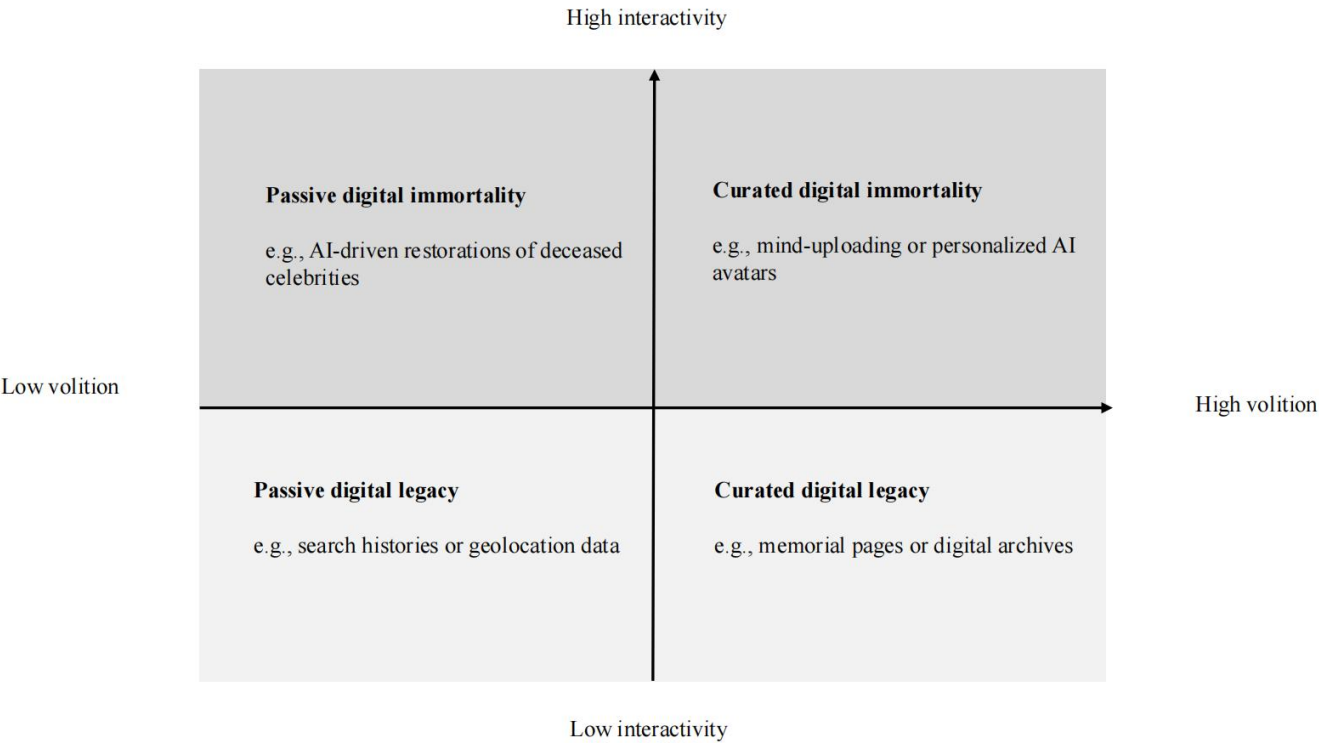 High interactivity
Passive digital immortality
e.g., AI-driven restorations of deceased
celebrities
Curated digital immortality
e.g., mind-uploading or personalized AI
avatars
Low volition
High volition
Passive digital legacy
e.g., search histories or geolocation data
Curated digital legacy
e.g., memorial pages or digital archives
Low interactivity